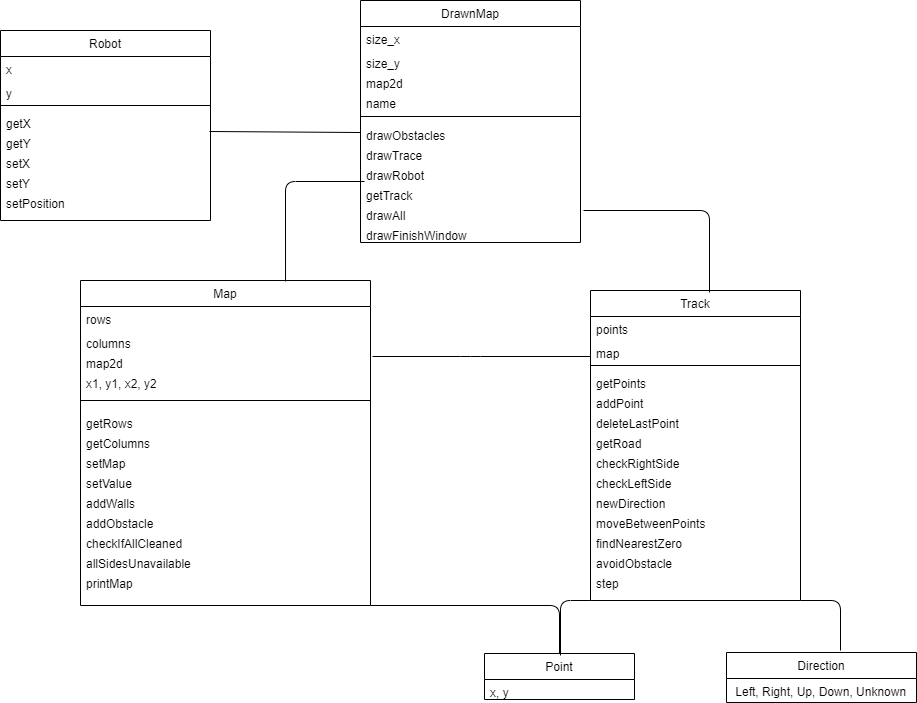 DrawnMap
size_x
size_y
map2d
name
drawObstacles
drawTrace
drawRobot
getTrack
drawAll
drawFinishWindow
Robot
x
y
getX
getY
setX
setY
setPosition
Map
rows
columns
map2d
x1, y1, x2, y2
getRows
getColumns
setMap
setValue
addWalls
addObstacle
checkIfAllCleaned
allSidesUnavailable
printMap
Track
points
map
getPoints
addPoint
deleteLastPoint
getRoad
checkRightSide
checkLeftSide
newDirection
moveBetweenPoints
findNearestZero
avoidObstacle
step
Point
x, y
Direction
Left, Right, Up, Down, Unknown